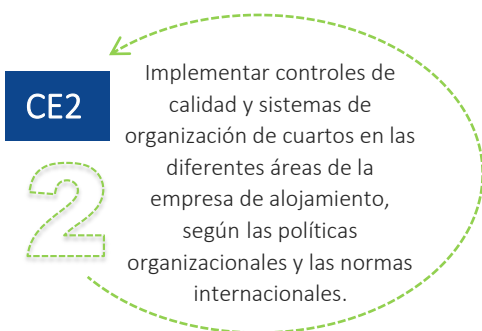 CE2
2
Implementar controles de
calidad y sistemas de
organización de cuartos en las
diferentes áreas de la
empresa de alojamiento,
según las políticas
organizacionales y las normas
internacionales.